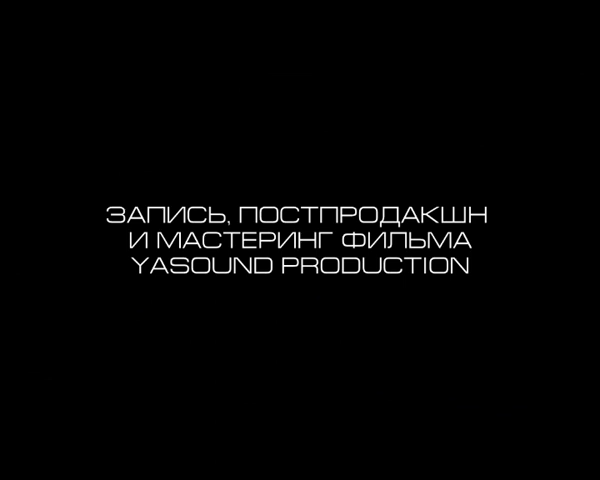 ЗАПИСЬ, ПОСТПРОДАКШН
И МАСТЕРИНГ ФИЛЬМА
YASOUND PRODUCTION